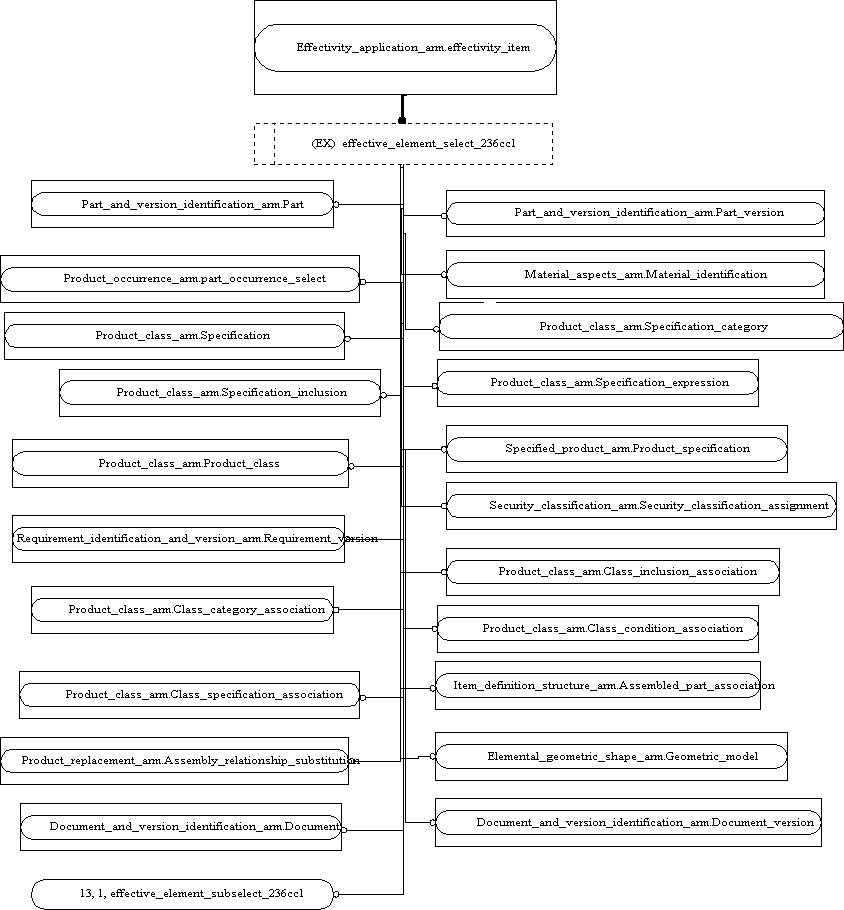 Effectivity_application_arm.effectivity_item
(EX) effective_element_select_236cc1
Part_and_version_identification_arm.Part
Part_and_version_identification_arm.Part_version
Product_occurrence_arm.part_occurrence_select
Material_aspects_arm.Material_identification
Product_class_arm.Specification
Product_class_arm.Specification_category
Product_class_arm.Specification_inclusion
Product_class_arm.Specification_expression
Product_class_arm.Product_class
Specified_product_arm.Product_specification
Security_classification_arm.Security_classification_assignment
Requirement_identification_and_version_arm.Requirement_version
Product_class_arm.Class_inclusion_association
Product_class_arm.Class_category_association
Product_class_arm.Class_condition_association
Product_class_arm.Class_specification_association
Item_definition_structure_arm.Assembled_part_association
Product_replacement_arm.Assembly_relationship_substitution
Elemental_geometric_shape_arm.Geometric_model
Document_and_version_identification_arm.Document
Document_and_version_identification_arm.Document_version
13, 1, effective_element_subselect_236cc1